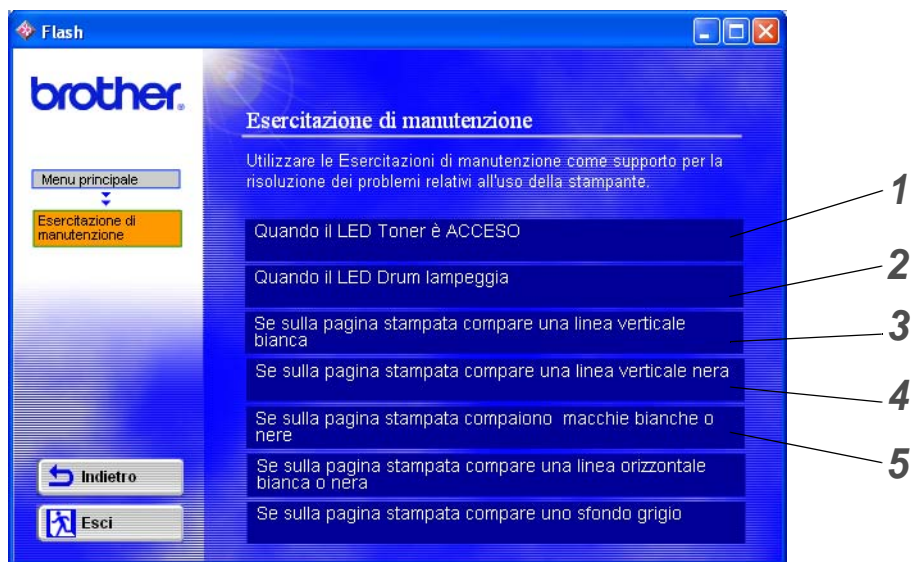 Flash
brother.
Esercitazione di manutenzione
Utilizzare le Esercitazioni di manutenzione come supporto per la
risoluzione dei problemi relativi all'uso della stampante.
Menu principale
Esercitazione di
manutenzione
Quando il LED Toner è ACCESO
1
Quando il LED Drum lampeggia
2
Se sulla pagina stampata compare una linea verticale
bianca
3
Se sulla pagina stampata compare una linea verticale nera
4
Se sulla pagina stampata compaiono macchie bianche o
nere
5
Se sulla pagina stampata compare una linea orizzontale
bianca o nera
Se sulla pagina stampata compare uno sfondo grigio
Indietro
Esci